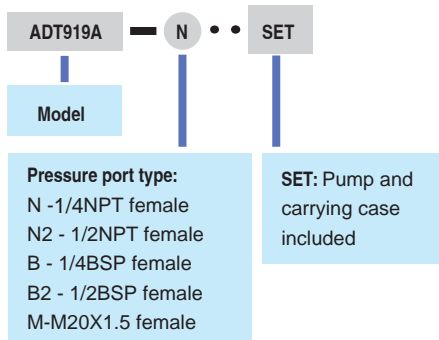 ADT919A — N • • SET
Model
Pressure port type:
N -1/4NPT female
N2 - 1/2NPT female
B - 1/4BSP female
B2 - 1/2BSP female
M-M20X1.5 female
SET: Pump and
carrying case
included